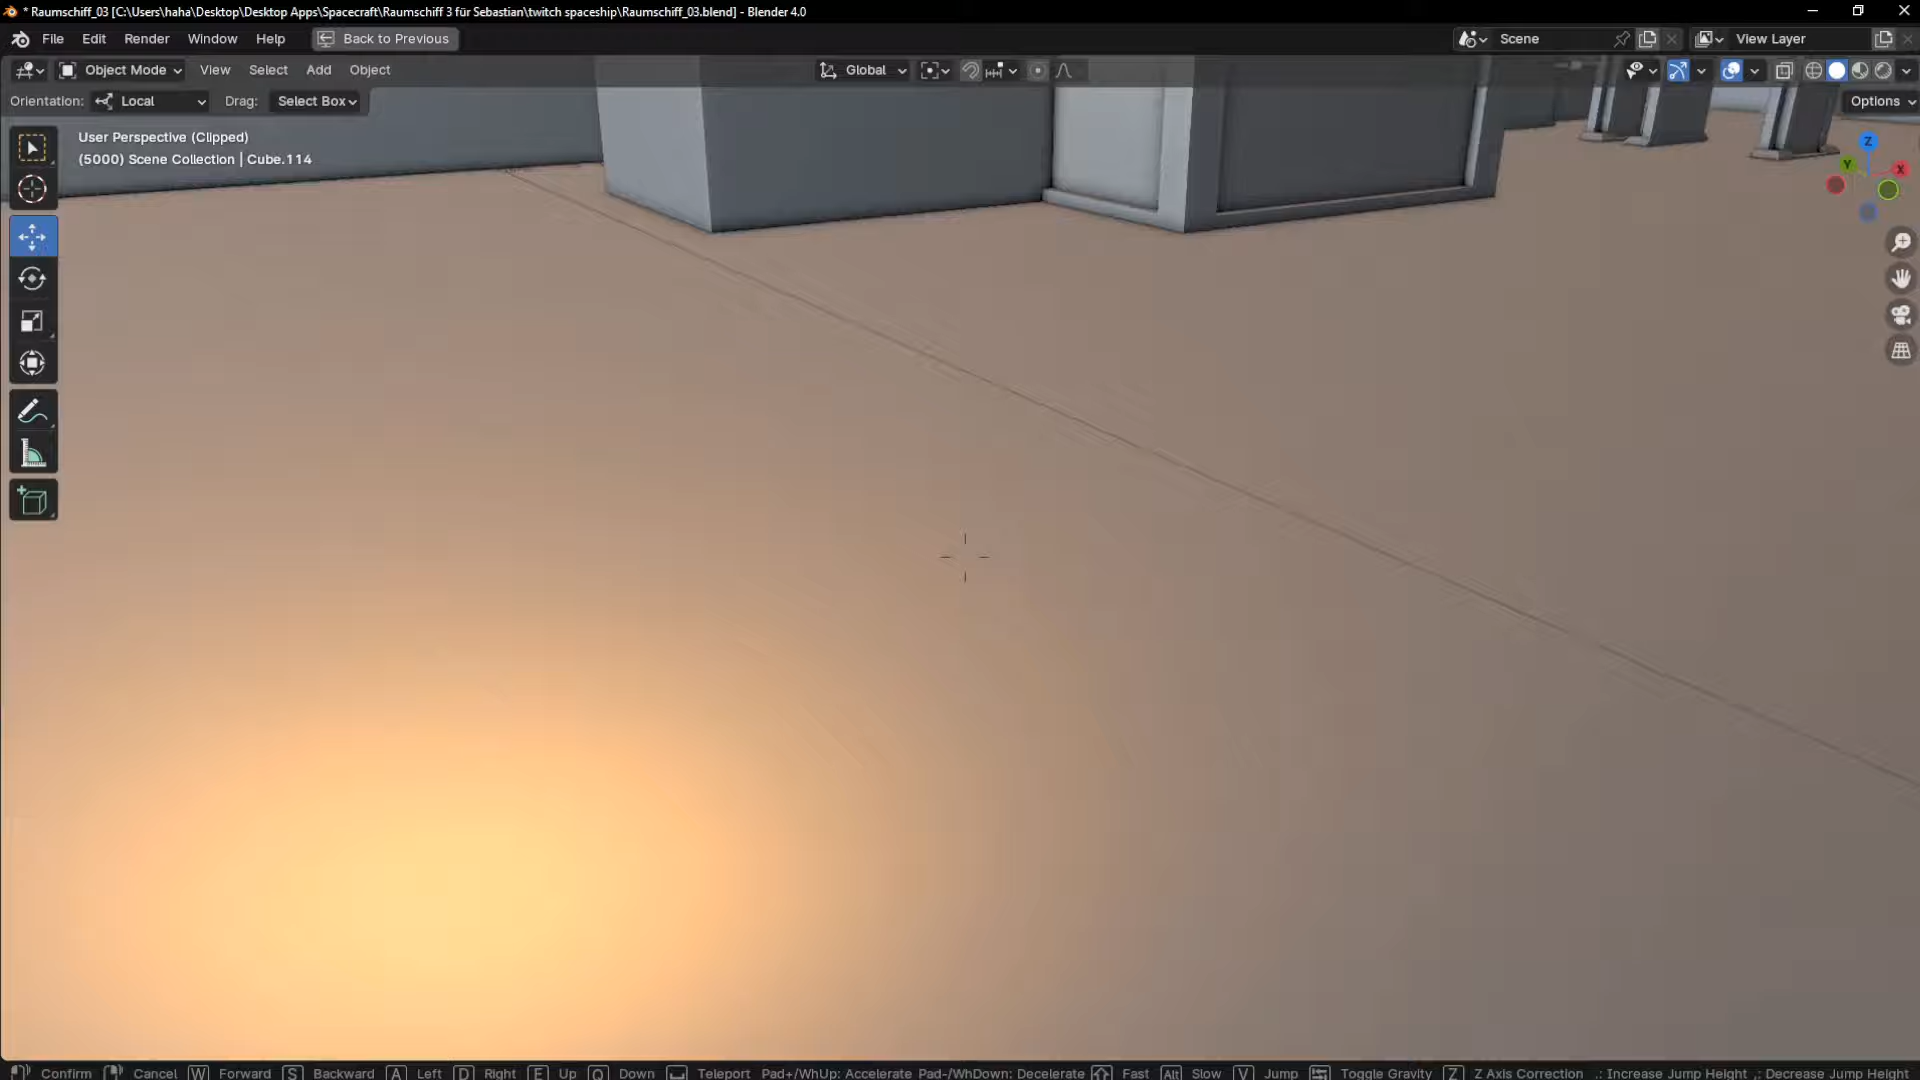 * Raumschiff_03 [C:\Users\haha\Desktop\Desktop Apps\Spacecraft\Raumschiff 3 für Sebastian\twitch spaceship\Raumschiff_03.blend] - Blender 4.0
File Edit Render Window Help Back to Previous Scene View Layer
Object Mode View Select Add Object Global
Orientation: Local Drag: Select Box Options
User Perspective (Clipped)
(5000) Scene Collection | Cube.114
Z
Y
X
Confirm Cancel W Forward S Backward A Left D Right E Up Q Down Teleport Pad+/WhUp: Accelerate Pad-/WhDown: Decelerate Fast Alt Slow V Jump Toggle Gravity Z Z Axis Correction .: Increase Jump Height ,: Decrease Jump Height